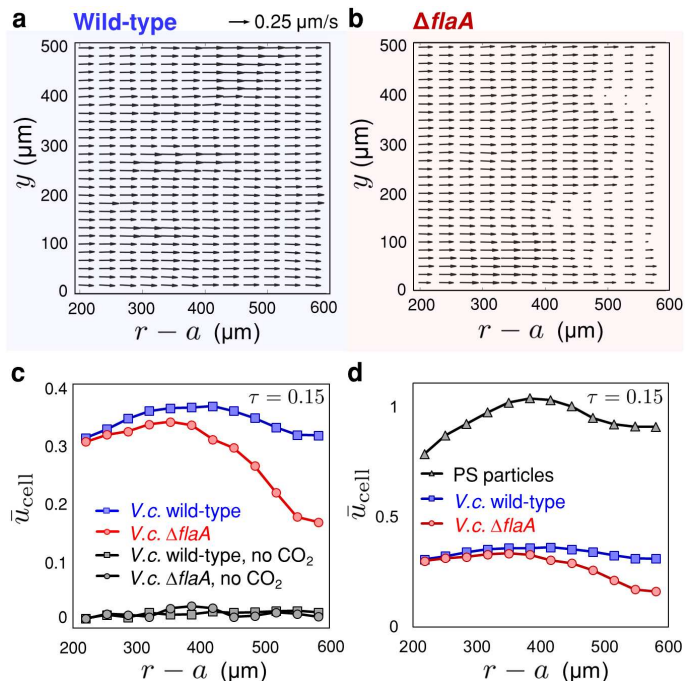 a Wild-type 0.25 µm/s
500
400
300
200
100
0
y (µm)
200 300 400 500 600
r − a (µm)
b ΔflaA
500
400
300
200
100
0
y (µm)
200 300 400 500 600
r − a (µm)
c
τ = 0.15
0.4
0.3
0.2
0.1
0
ū_cell
V.c. wild-type
V.c. ΔflaA
V.c. wild-type, no CO₂
V.c. ΔflaA, no CO₂
200 300 400 500 600
r − a (µm)
d
τ = 0.15
1
0.5
0
ū_cell
PS particles
V.c. wild-type
V.c. ΔflaA
200 300 400 500 600
r − a (µm)